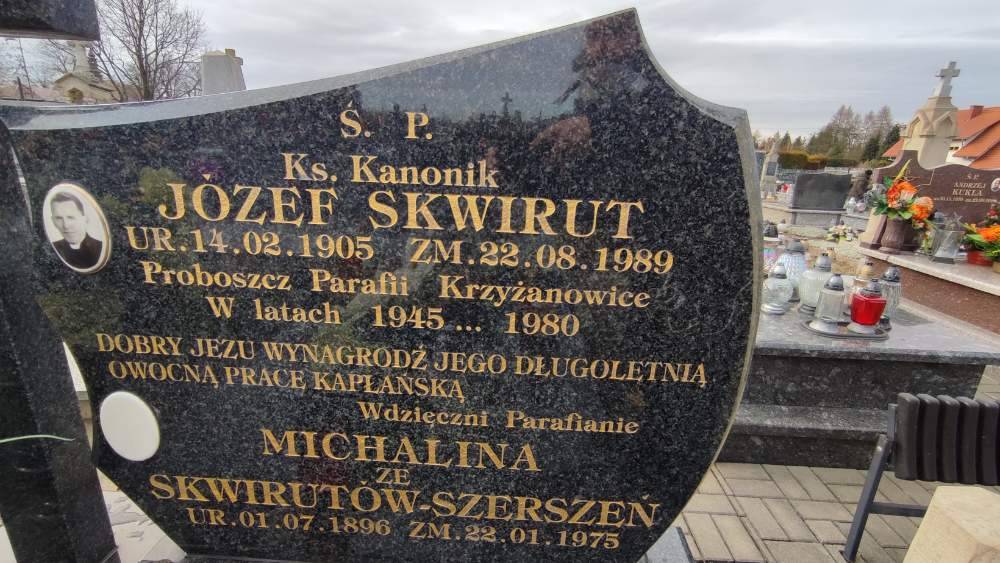 Ś. P.
Ks. Kanonik
JÓZEF SKWIRUT
UR.14.02.1905 ZM.22.08.1989
Proboszcz Parafii Krzyżanowice
W latach 1945... 1980
DOBRY JEZU WYNAGRODŹ JEGO DŁUGOLETNIĄ
OWOCNĄ PRACĘ KAPŁAŃSKĄ
Wdzięczni Parafianie
MICHALINA
ZE
SKWIRUTÓW-SZERSZEŃ
UR.01.07.1896 ZM.22.01.1975
Ś.P.
ANDRZEJ
KUKLA